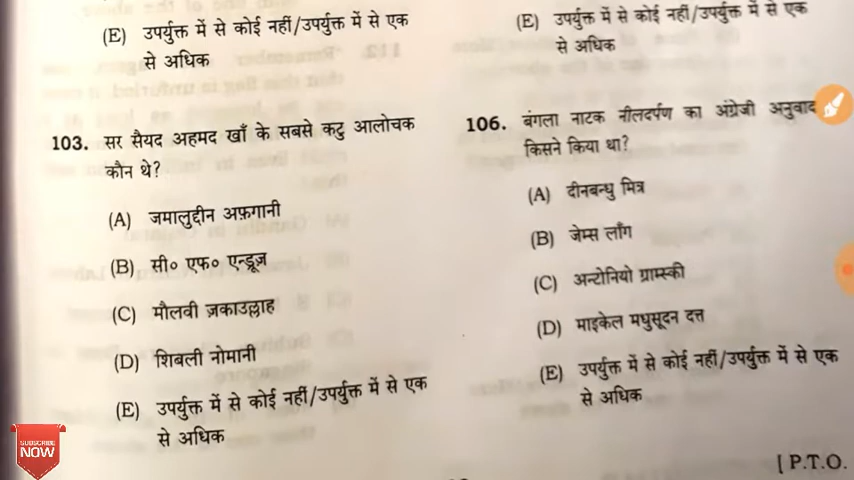 (E) उपर्युक्त में से कोई नहीं/उपर्युक्त में से एक
से अधिक
103. सर सैयद अहमद खाँ के सबसे कटु आलोचक
कौन थे?
(A) जमालुद्दीन अफ़गानी
(B) सी० एफ० एन्ड्रूज़
(C) मौलवी ज़काउल्लाह
(D) शिबली नोमानी
(E) उपर्युक्त में से कोई नहीं/उपर्युक्त में से एक
से अधिक
(E) उपर्युक्त में से कोई नहीं/उपर्युक्त में से एक
से अधिक
106. बंगला नाटक नीलदर्पण का अंग्रेजी अनुवाद
किसने किया था?
(A) दीनबन्धु मित्र
(B) जेम्स लाँग
(C) अन्टोनियो ग्राम्स्की
(D) माइकेल मधुसूदन दत्त
(E) उपर्युक्त में से कोई नहीं/उपर्युक्त में से एक
से अधिक
[ P.T.O.
SUBSCRIBE
NOW